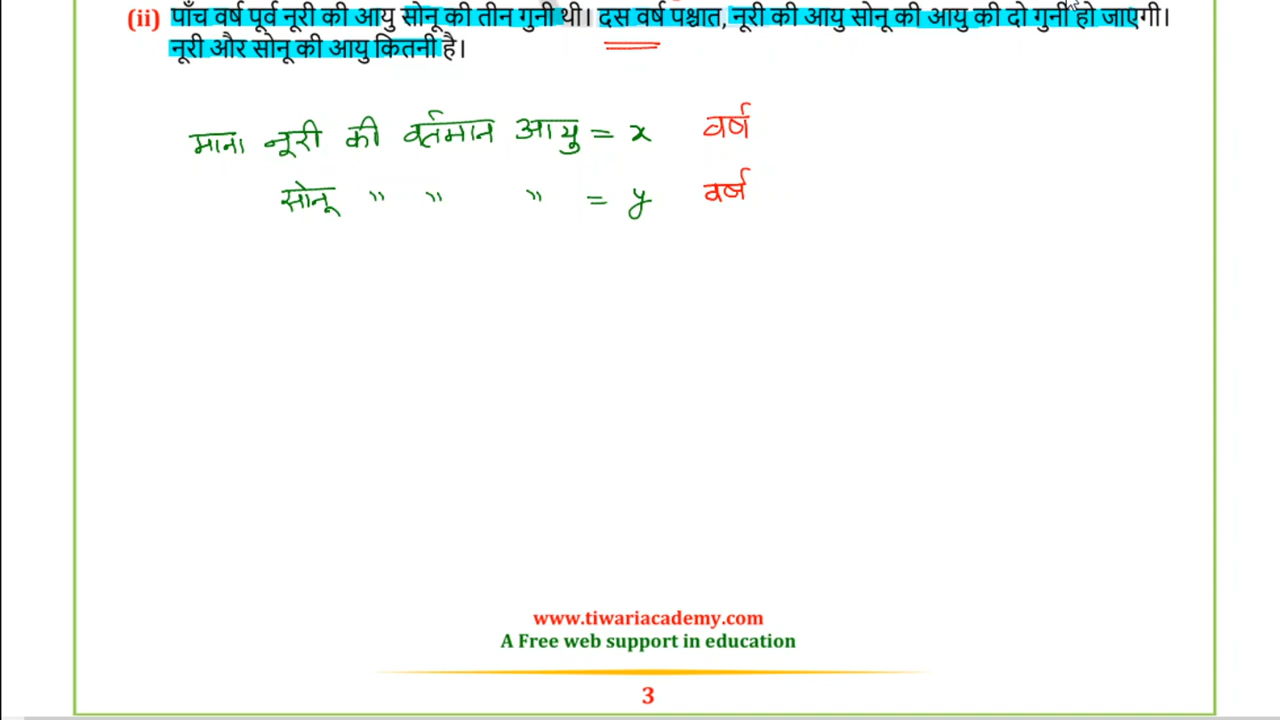 (ii) पाँच वर्ष पूर्व नूरी की आयु सोनू की तीन गुनी थी। दस वर्ष पश्चात, नूरी की आयु सोनू की आयु की दो गुनी हो जाएगी।
नूरी और सोनू की आयु कितनी है।
माना नूरी की वर्तमान आयु = x वर्ष
सोनू " " " = y वर्ष
www.tiwariacademy.com
A Free web support in education
3